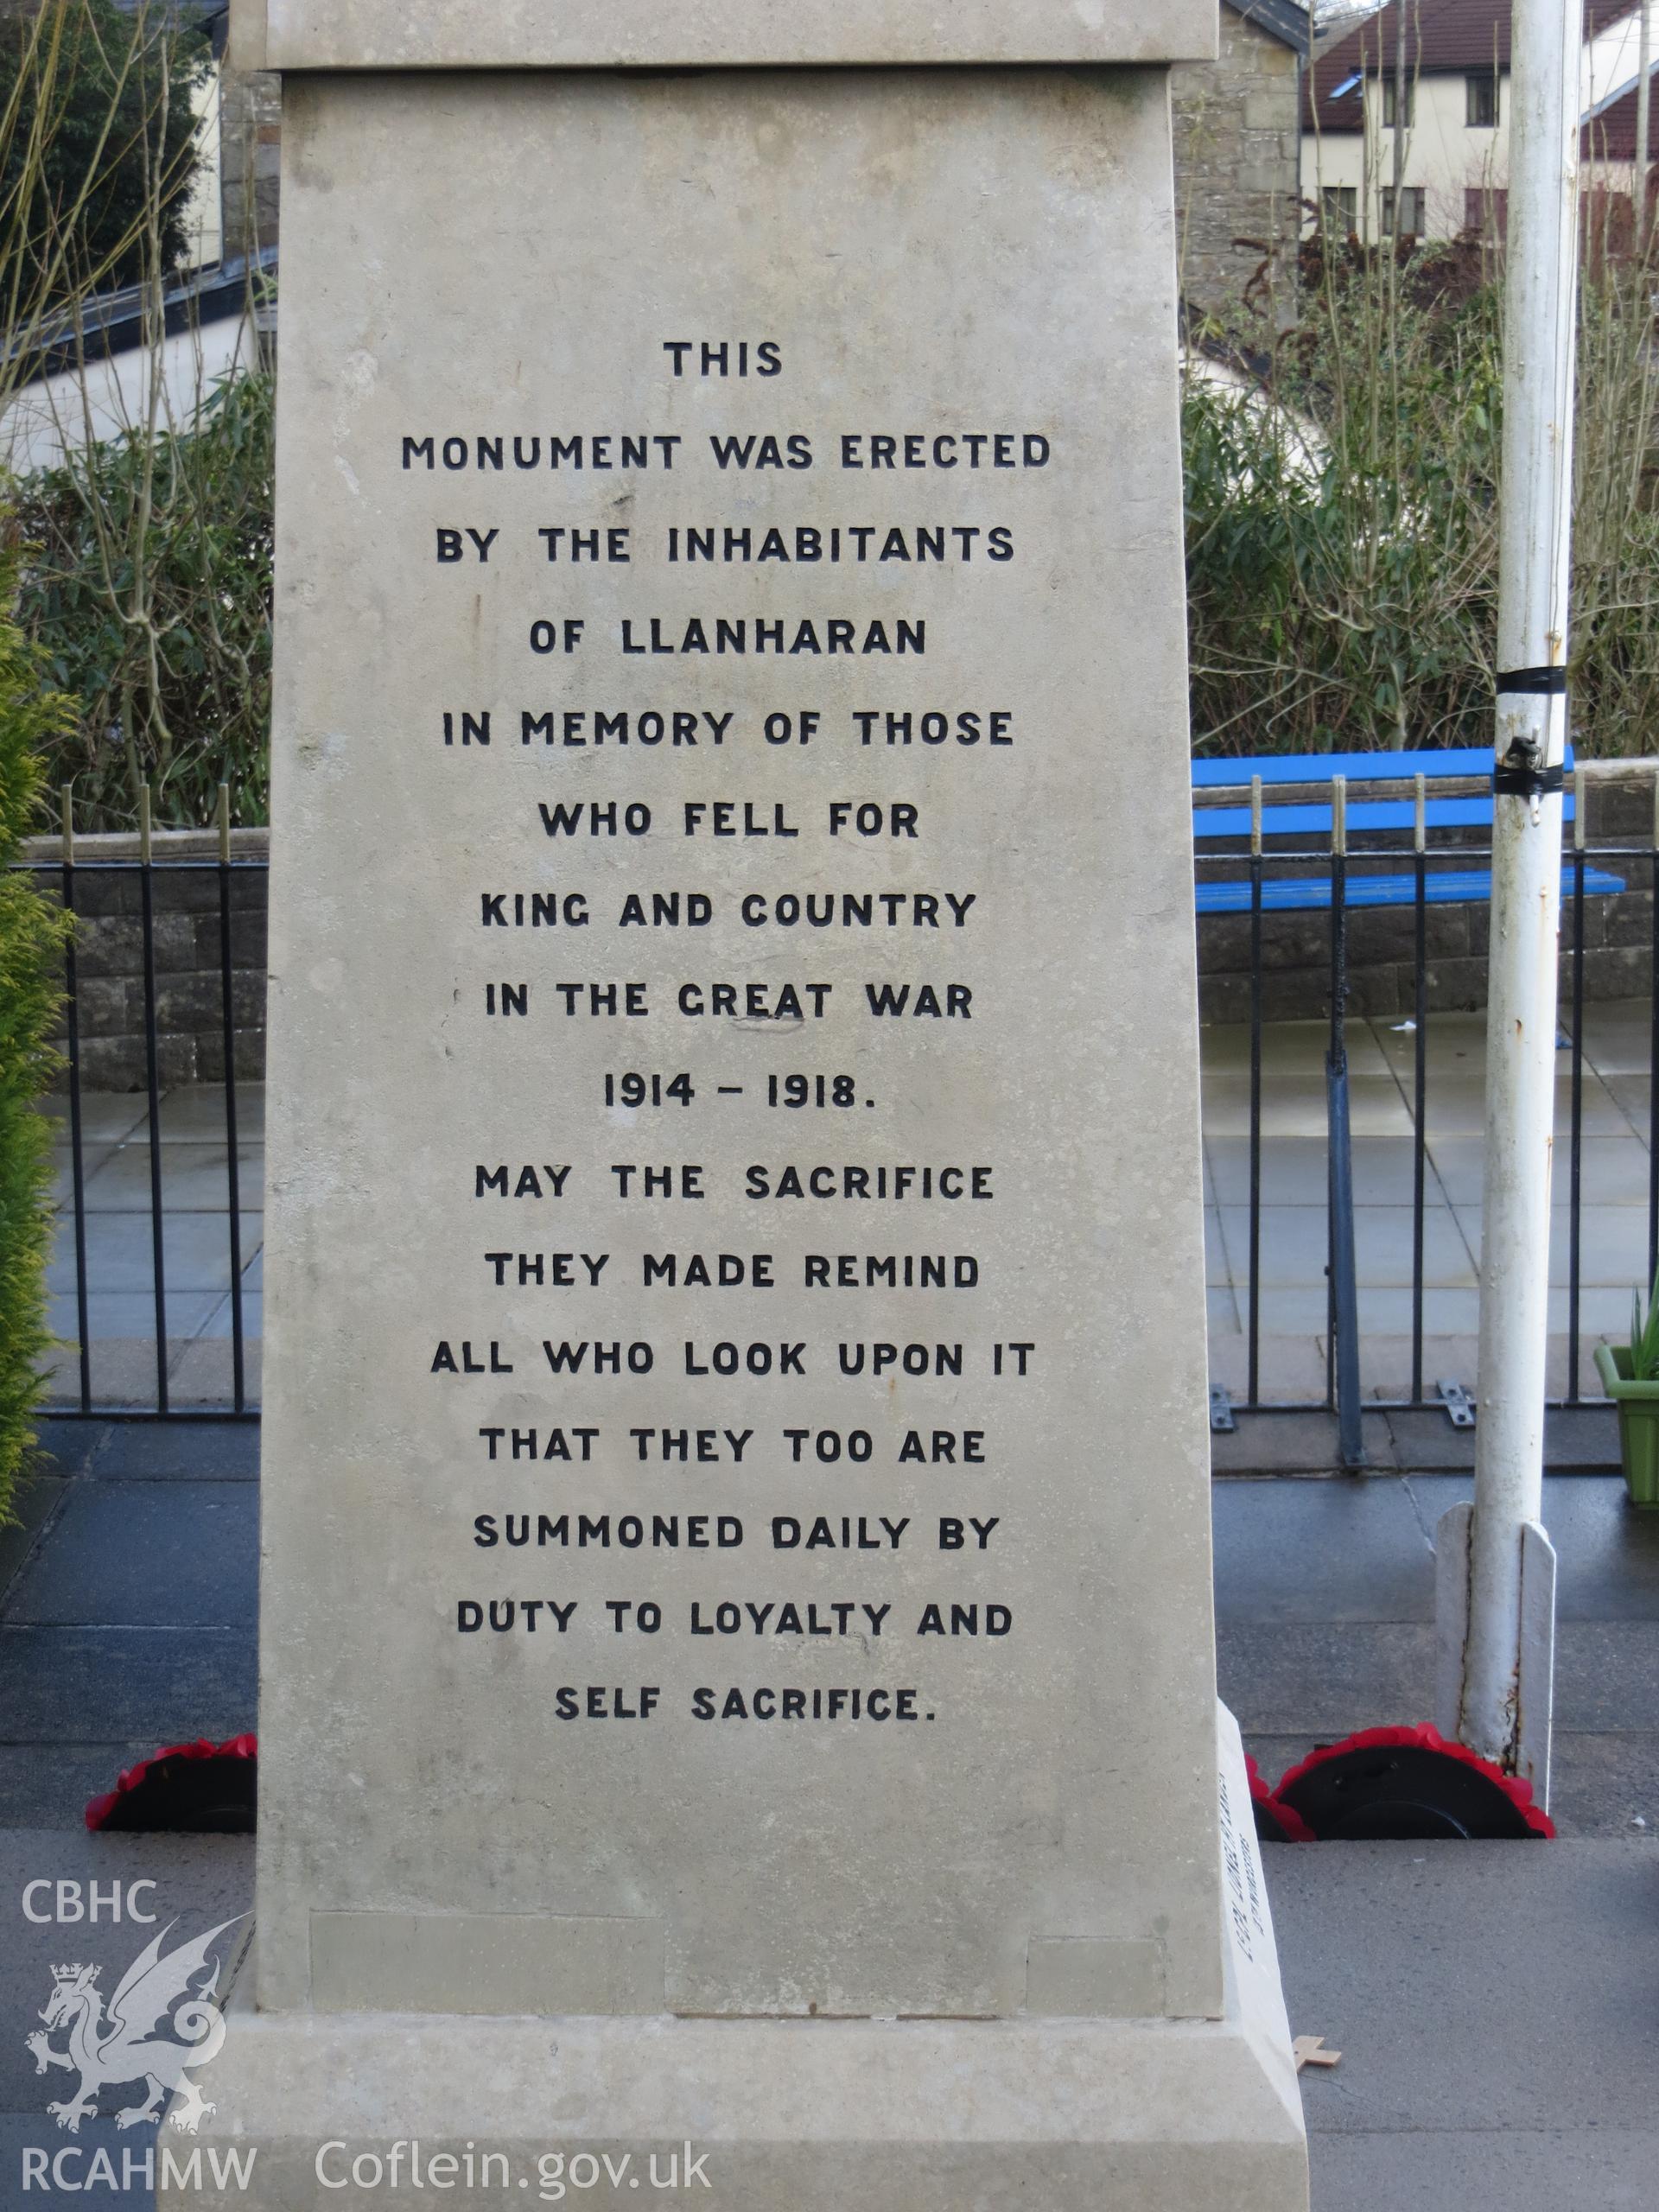 THIS
MONUMENT WAS ERECTED
BY THE INHABITANTS
OF LLANHARAN
IN MEMORY OF THOSE
WHO FELL FOR
KING AND COUNTRY
IN THE GREAT WAR
1914 - 1918.
MAY THE SACRIFICE
THEY MADE REMIND
ALL WHO LOOK UPON IT
THAT THEY TOO ARE
SUMMONED DAILY BY
DUTY TO LOYALTY AND
SELF SACRIFICE.
CBHC
RCAHMW Coflein.gov.uk